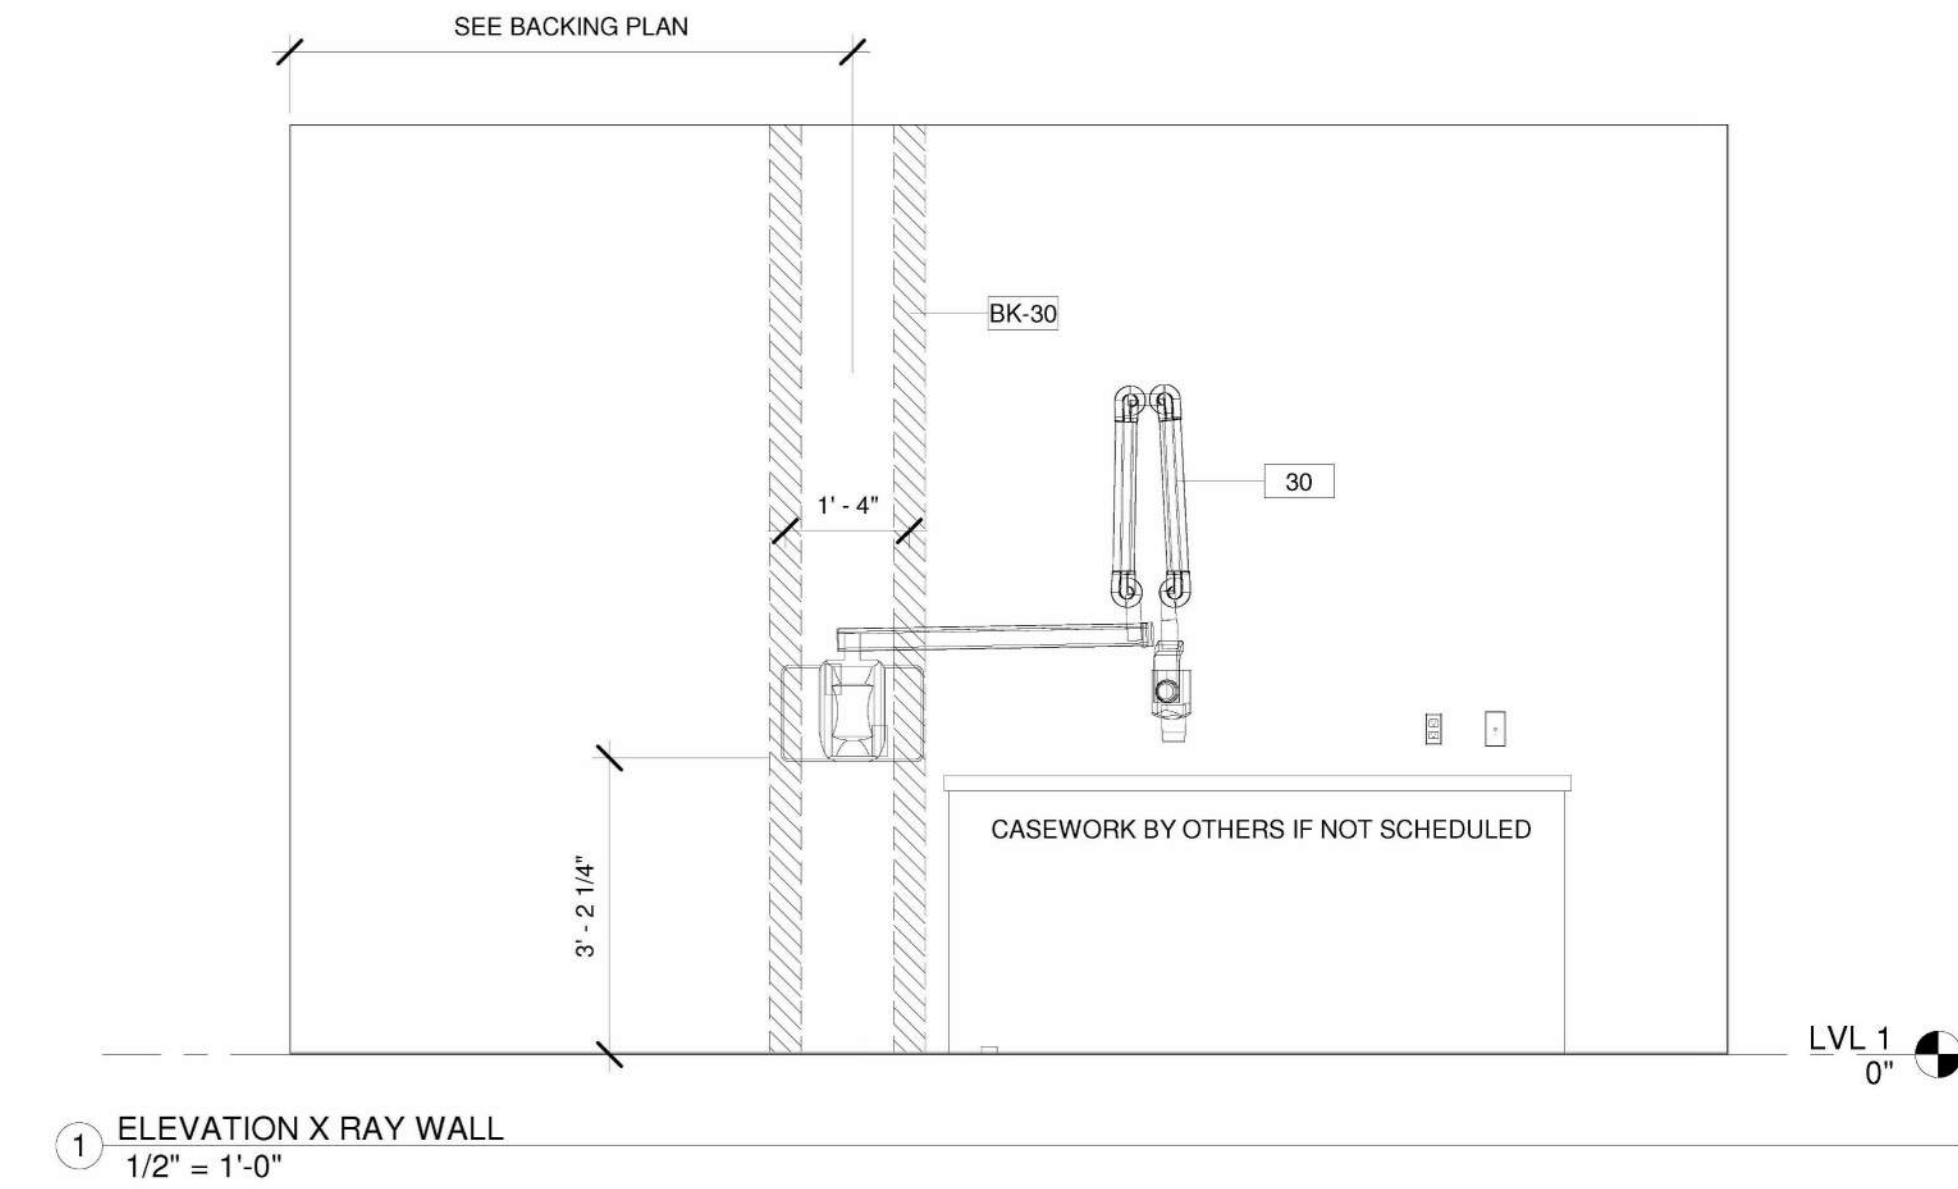 SEE BACKING PLAN
BK-30
30
1' - 4"
3' - 2 1/4"
CASEWORK BY OTHERS IF NOT SCHEDULED
LVL 1
0"
1 ELEVATION X RAY WALL
1/2" = 1'-0"